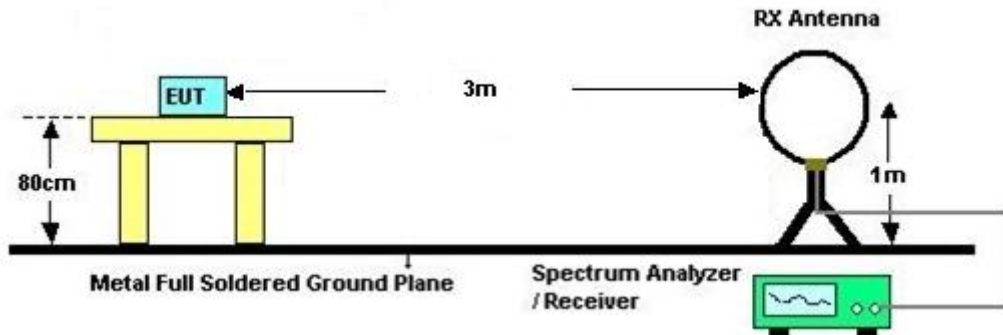 RX Antenna
EUT
3m
80cm
1m
Metal Full Soldered Ground Plane
Spectrum Analyzer
/ Receiver